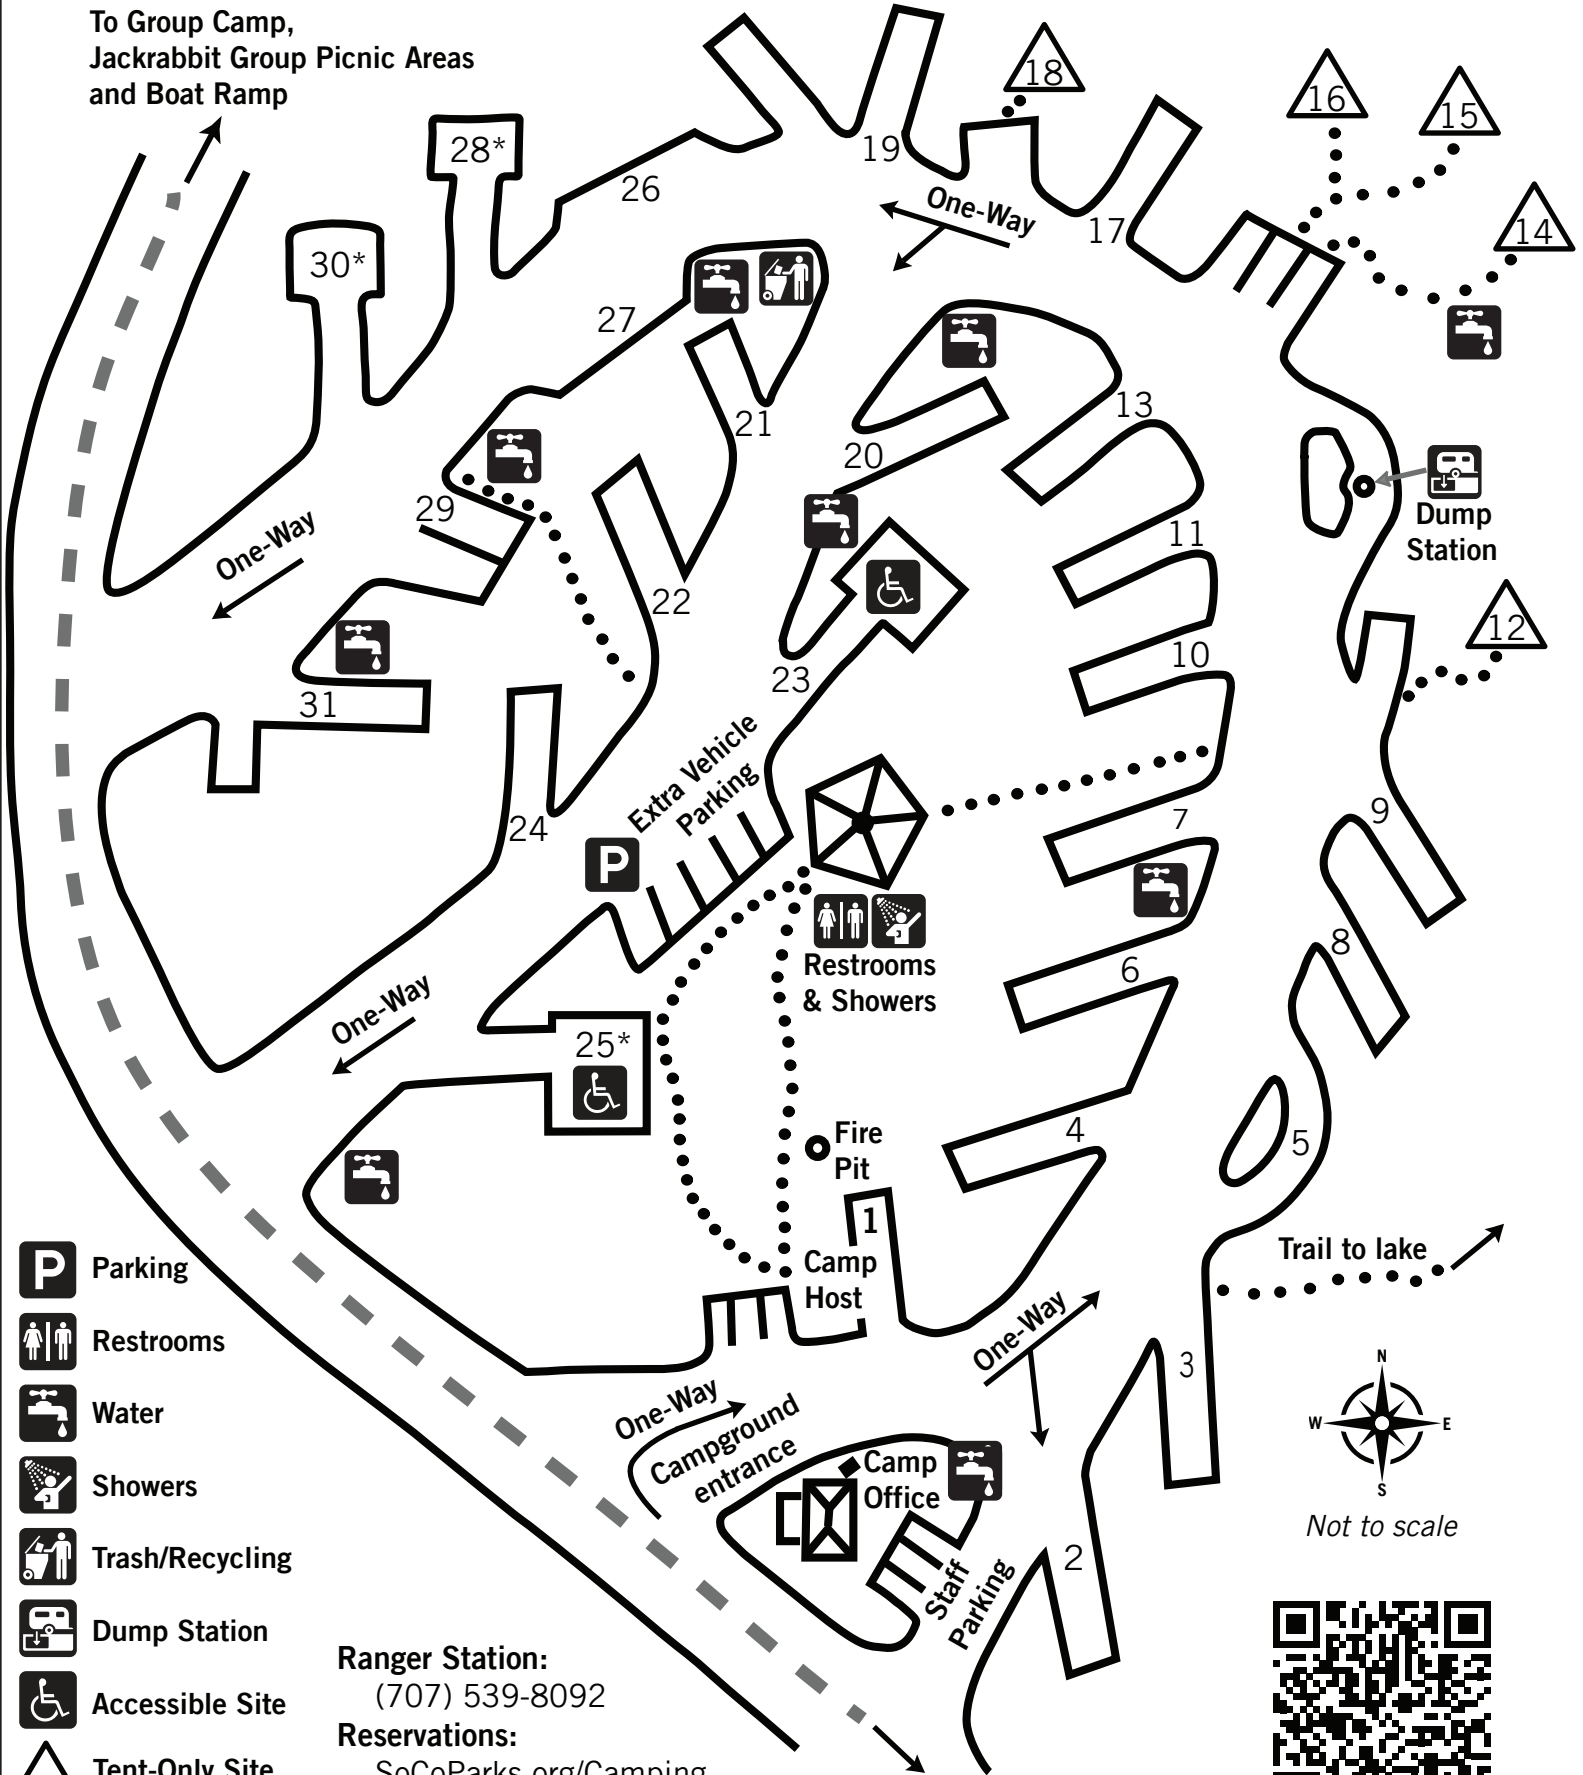 To Group Camp,
Jackrabbit Group Picnic Areas
and Boat Ramp
18
16
15
28*
19
26
One-Way
17
14
30*
27
21
13
20
29
Dump
Station
One-Way
11
22
12
10
23
31
Extra Vehicle
Parking
24
P
9
7
8
Restrooms
& Showers
6
One-Way
25*
Fire
Pit
4
5
1
Camp
Host
Trail to lake
One-Way
3
N
W
E
S
Not to scale
One-Way
Campground
entrance
Camp
Office
Staff
Parking
2
P
Parking
Restrooms
Water
Showers
Trash/Recycling
Dump Station
Accessible Site
Tent-Only Site
Ranger Station:
(707) 539-8092
Reservations:
SoCoParks.org/Camping